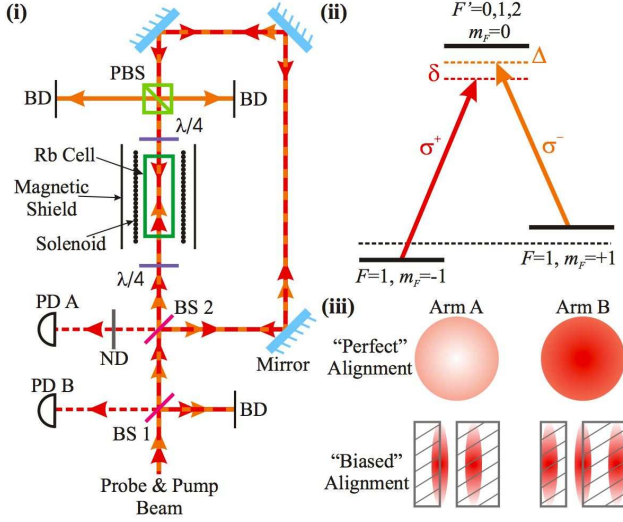 (i)
PBS
BD
BD
λ/4
Rb Cell
Magnetic
Shield
Solenoid
λ/4
PD A
BS 2
ND
Mirror
PD B
BS 1
BD
Probe & Pump
Beam
(ii)
F'=0,1,2
m_F=0
Δ
δ
σ⁺
σ⁻
F=1, m_F=-1
F=1, m_F=+1
(iii)
Arm A
Arm B
“Perfect”
Alignment
“Biased”
Alignment